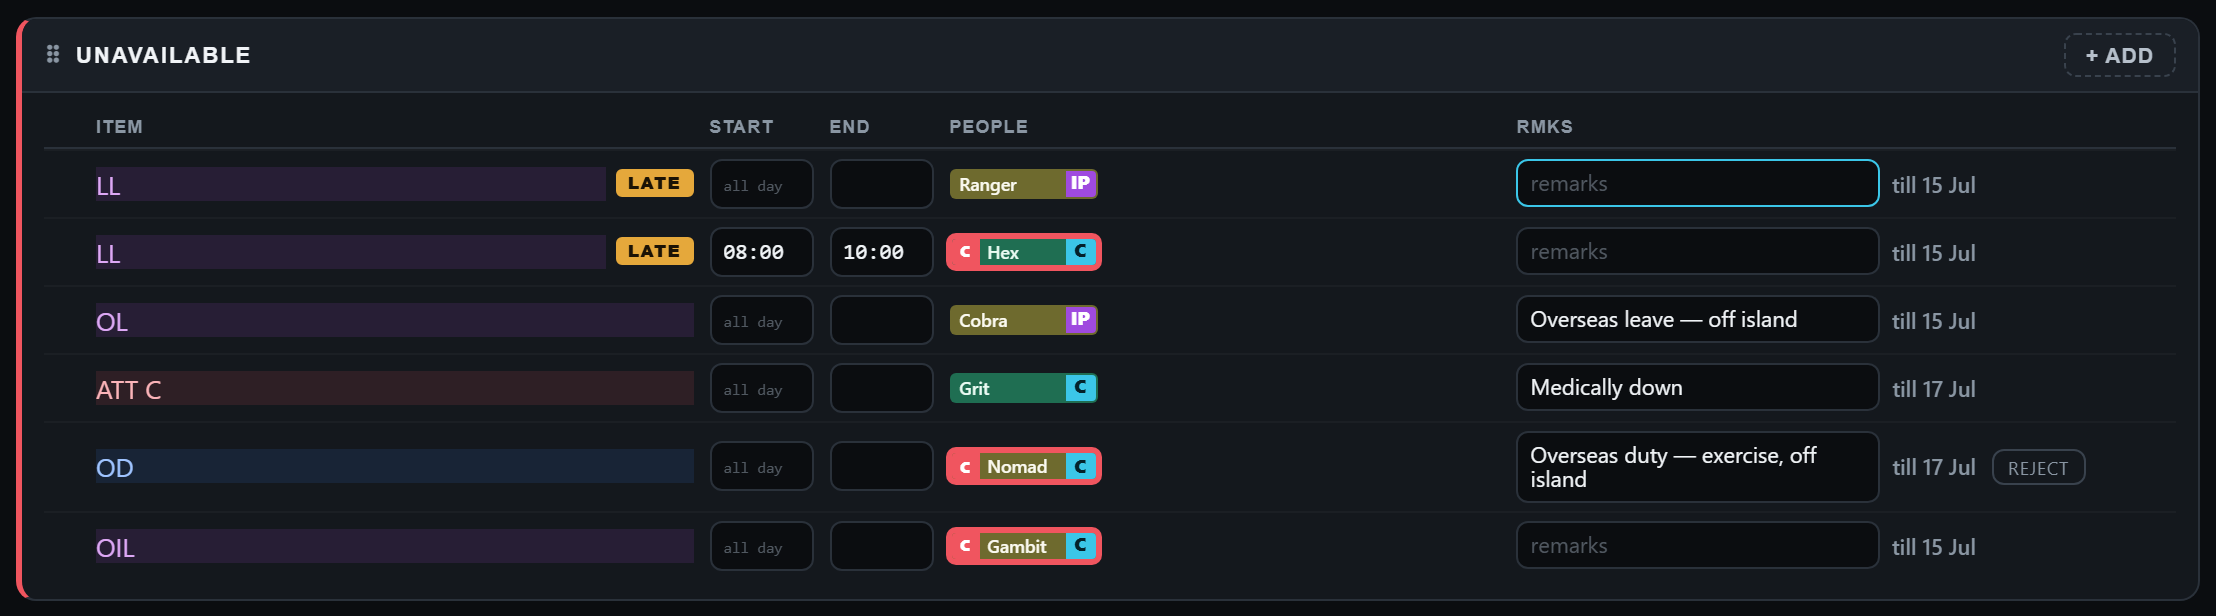 UNAVAILABLE
+ ADD
ITEM START END PEOPLE RMKS
LL LATE all day Ranger IP remarks till 15 Jul
LL LATE 08:00 10:00 C Hex C remarks till 15 Jul
OL all day Cobra IP Overseas leave — off island till 15 Jul
ATT C all day Grit C Medically down till 17 Jul
OD all day C Nomad C Overseas duty — exercise, off till 17 Jul REJECT
island
OIL all day C Gambit C remarks till 15 Jul